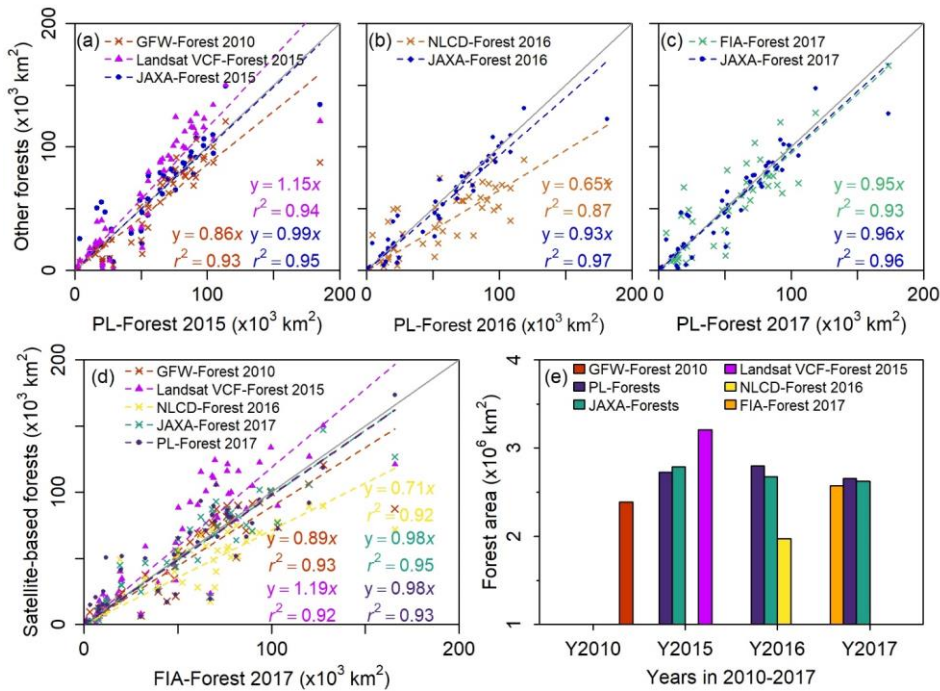 (a)
GFW-Forest 2010
Landsat VCF-Forest 2015
JAXA-Forest 2015
y=1.15x
r² = 0.94
y=0.86x
r² = 0.93
y=0.99x
r² = 0.95
Other forests (x10³ km²)
200
100
0
0
100
200
PL-Forest 2015 (x10³ km²)
(b)
NLCD-Forest 2016
JAXA-Forest 2016
0.65x
r² = 0.87
y=0.93x
r² = 0.97
0
100
200
PL-Forest 2016 (x10³ km²)
(c)
FIA-Forest 2017
JAXA-Forest 2017
y=0.95x
r² = 0.93
y=0.96x
r² = 0.96
0
100
200
PL-Forest 2017 (x10³ km²)
(d)
GFW-Forest 2010
Landsat VCF-Forest 2015
NLCD-Forest 2016
JAXA-Forest 2017
PL-Forest 2017
y=0.71x
r² = 0.92
y=0.89x
r² = 0.93
y=0.98x
r² = 0.95
y=1.19x
r² = 0.92
y=0.98x
r² = 0.93
Satellite-based forests (x10³ km²)
200
100
0
0
100
200
FIA-Forest 2017 (x10³ km²)
(e)
GFW-Forest 2010
PL-Forests
JAXA-Forests
Landsat VCF-Forest 2015
NLCD-Forest 2016
FIA-Forest 2017
Forest area (x10⁶ km²)
4
3
2
1
Y2010
Y2015
Y2016
Y2017
Years in 2010-2017